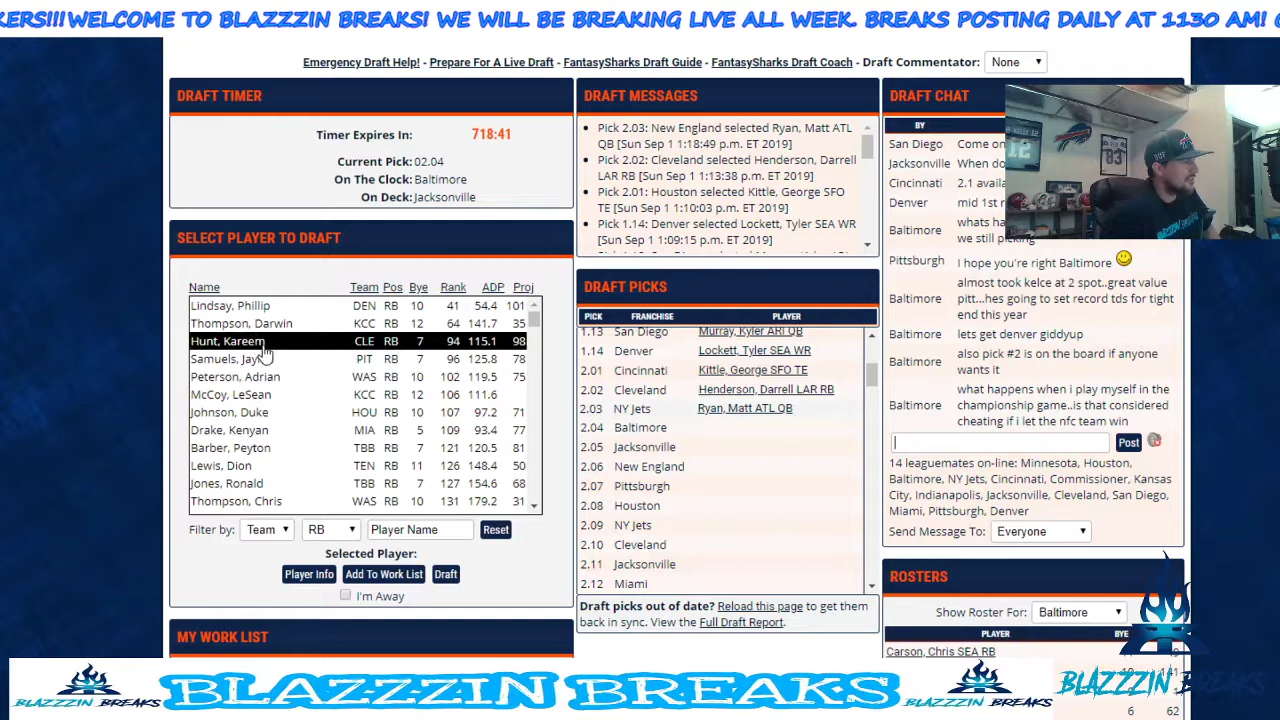 KERS!!!WELCOME TO BLAZZZIN BREAKS! WE WILL BE BREAKING LIVE ALL WEEK. BREAKS POSTING DAILY AT 1130 AM!
Emergency Draft Help! - Prepare For A Live Draft - FantasySharks Draft Guide - FantasySharks Draft Coach - Draft Commentator: None
DRAFT TIMER
Timer Expires In: 718:41
Current Pick: 02.04
On The Clock: Baltimore
On Deck: Jacksonville
SELECT PLAYER TO DRAFT
Name Team Pos Bye Rank ADP Proj
Lindsay, Phillip DEN RB 10 41 54.4 101
Thompson, Darwin KCC RB 12 64 141.7 35
Hunt, Kareem CLE RB 7 94 115.1 98
Samuels, Jay PIT RB 7 96 125.8 78
Peterson, Adrian WAS RB 10 102 119.5 75
McCoy, LeSean KCC RB 12 106 111.6
Johnson, Duke HOU RB 10 107 97.2 71
Drake, Kenyan MIA RB 5 109 93.4 77
Barber, Peyton TBB RB 7 121 120.5 81
Lewis, Dion TEN RB 11 126 148.4 50
Jones, Ronald TBB RB 7 127 154.6 68
Thompson, Chris WAS RB 10 131 179.2 31
Filter by: Team RB Player Name Reset
Selected Player:
Player Info Add To Work List Draft
I'm Away
MY WORK LIST
DRAFT MESSAGES
Pick 2.03: New England selected Ryan, Matt ATL
QB [Sun Sep 1 1:18:49 p.m. ET 2019]
Pick 2.02: Cleveland selected Henderson, Darrell
LAR RB [Sun Sep 1 1:13:38 p.m. ET 2019]
Pick 2.01: Houston selected Kittle, George SFO
TE [Sun Sep 1 1:10:03 p.m. ET 2019]
Pick 1.14: Denver selected Lockett, Tyler SEA WR
[Sun Sep 1 1:09:15 p.m. ET 2019]
DRAFT PICKS
PICK FRANCHISE PLAYER
1.13 San Diego Murray, Kyler ARI QB
1.14 Denver Lockett, Tyler SEA WR
2.01 Cincinnati Kittle, George SFO TE
2.02 Cleveland Henderson, Darrell LAR RB
2.03 NY Jets Ryan, Matt ATL QB
2.04 Baltimore
2.05 Jacksonville
2.06 New England
2.07 Pittsburgh
2.08 Houston
2.09 NY Jets
2.10 Cleveland
2.11 Jacksonville
2.12 Miami
Draft picks out of date? Reload this page to get them
back in sync. View the Full Draft Report.
DRAFT CHAT
BY
San Diego Come on
Jacksonville When do
Cincinnati 2.1 availa
Denver mid 1st r
Baltimore whats ha
we still picking
Pittsburgh I hope you're right Baltimore
Baltimore almost took kelce at 2 spot..great value
pitt...hes going to set record tds for tight
end this year
Baltimore lets get denver giddyup
Baltimore also pick #2 is on the board if anyone
wants it
Baltimore what happens when i play myself in the
championship game..is that considered
cheating if i let the nfc team win
Post
14 leaguemates on-line: Minnesota, Houston,
Baltimore, NY Jets, Cincinnati, Commissioner, Kansas
City, Indianapolis, Jacksonville, Cleveland, San Diego,
Miami, Pittsburgh, Denver
Send Message To: Everyone
ROSTERS
Show Roster For: Baltimore
PLAYER BYE
Carson, Chris SEA RB
6 62
12
83
BLAZZZIN BREAKS
BLAZZZIN BREAKS
BLAZZZIN BREAKS
BLAZZZIN BREAKS